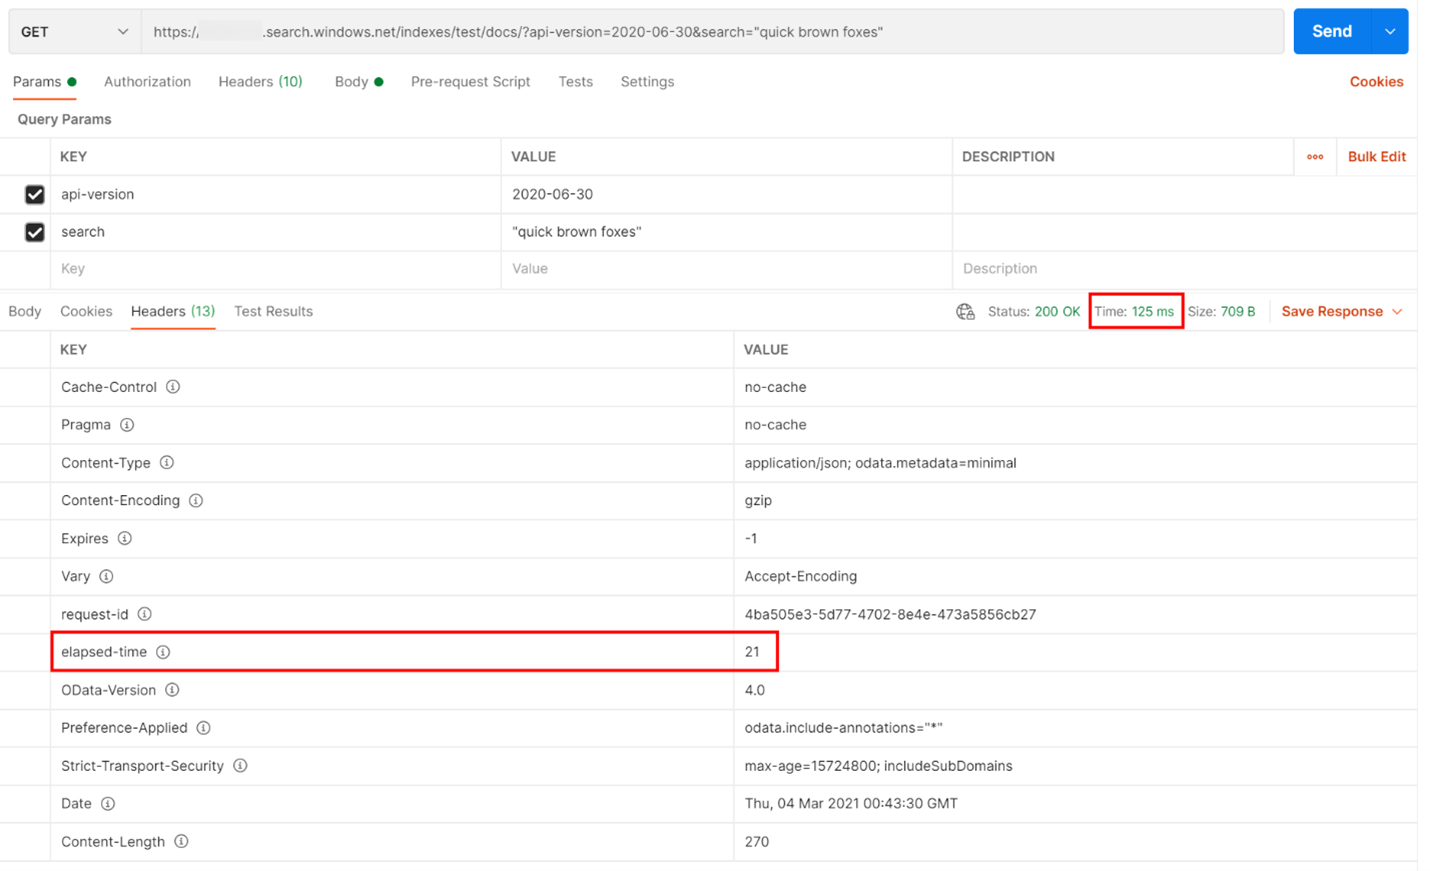 GET https:/ .search.windows.net/indexes/test/docs/?api-version=2020-06-30&search="quick brown foxes" Send
Params Authorization Headers (10) Body Pre-request Script Tests Settings Cookies
Query Params
KEY VALUE DESCRIPTION Bulk Edit
api-version 2020-06-30
search "quick brown foxes"
Key Value Description
Body Cookies Headers (13) Test Results Status: 200 OK Time: 125 ms Size: 709 B Save Response
KEY VALUE
Cache-Control no-cache
Pragma no-cache
Content-Type application/json; odata.metadata=minimal
Content-Encoding gzip
Expires -1
Vary Accept-Encoding
request-id 4ba505e3-5d77-4702-8e4e-473a5856cb27
elapsed-time 21
OData-Version 4.0
Preference-Applied odata.include-annotations="*"
Strict-Transport-Security max-age=15724800; includeSubDomains
Date Thu, 04 Mar 2021 00:43:30 GMT
Content-Length 270